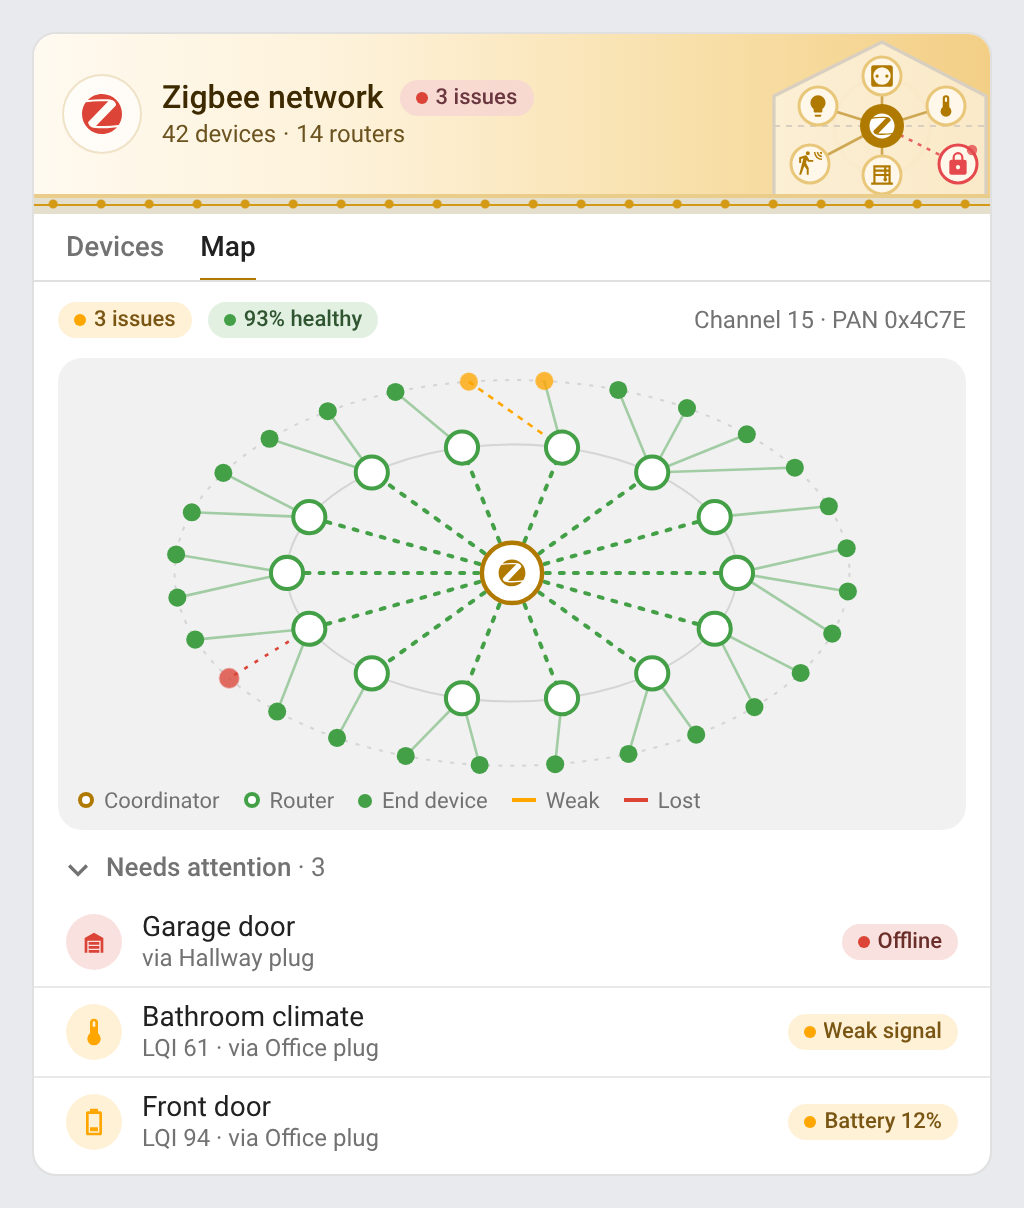 Zigbee network
3 issues
42 devices · 14 routers
Devices
Map
3 issues
93% healthy
Channel 15 · PAN 0x4C7E
Coordinator
Router
End device
Weak
Lost
Needs attention · 3
Garage door
via Hallway plug
Offline
Bathroom climate
LQI 61 · via Office plug
Weak signal
Front door
LQI 94 · via Office plug
Battery 12%